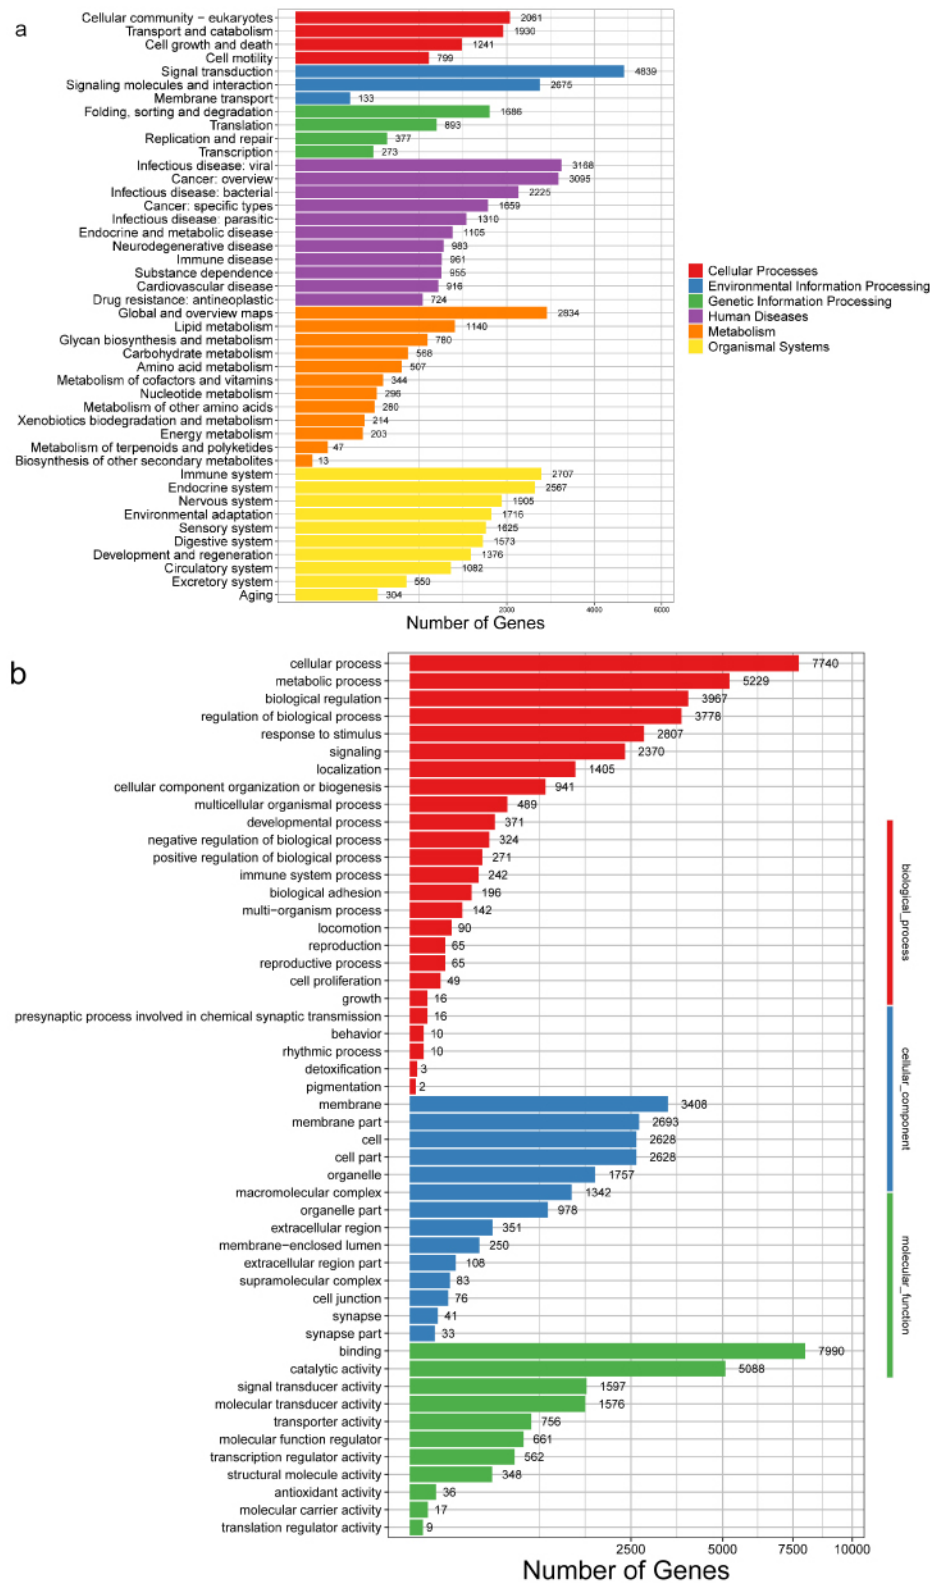 a
Cellular community − eukaryotes 2061
Transport and catabolism 1930
Cell growth and death 1241
Cell motility 799
Signal transduction 4839
Signaling molecules and interaction 2675
Membrane transport 133
Folding, sorting and degradation 1686
Translation 893
Replication and repair 377
Transcription 273
Infectious disease: viral 3168
Cancer: overview 3095
Infectious disease: bacterial 2225
Cancer: specific types 1659
Infectious disease: parasitic 1310
Endocrine and metabolic disease 1105
Neurodegenerative disease 983
Immune disease 961
Substance dependence 955
Cardiovascular disease 916
Drug resistance: antineoplastic 724
Global and overview maps 2834
Lipid metabolism 1140
Glycan biosynthesis and metabolism 780
Carbohydrate metabolism 568
Amino acid metabolism 507
Metabolism of cofactors and vitamins 344
Nucleotide metabolism 296
Metabolism of other amino acids 280
Xenobiotics biodegradation and metabolism 214
Energy metabolism 203
Metabolism of terpenoids and polyketides 47
Biosynthesis of other secondary metabolites 13
Immune system 2707
Endocrine system 2567
Nervous system 1905
Environmental adaptation 1716
Sensory system 1625
Digestive system 1573
Development and regeneration 1376
Circulatory system 1082
Excretory system 550
Aging 304
2000 4000 6000
Number of Genes
Cellular Processes
Environmental Information Processing
Genetic Information Processing
Human Diseases
Metabolism
Organismal Systems
b
cellular process 7740
metabolic process 5229
biological regulation 3967
regulation of biological process 3778
response to stimulus 2807
signaling 2370
localization 1405
cellular component organization or biogenesis 941
multicellular organismal process 489
developmental process 371
negative regulation of biological process 324
positive regulation of biological process 271
immune system process 242
biological adhesion 196
multi−organism process 142
locomotion 90
reproduction 65
reproductive process 65
cell proliferation 49
growth 16
presynaptic process involved in chemical synaptic transmission 16
behavior 10
rhythmic process 10
detoxification 3
pigmentation 2
membrane 3408
membrane part 2693
cell 2628
cell part 2628
organelle 1757
macromolecular complex 1342
organelle part 978
extracellular region 351
membrane−enclosed lumen 250
extracellular region part 108
supramolecular complex 83
cell junction 76
synapse 41
synapse part 33
binding 7990
catalytic activity 5088
signal transducer activity 1597
molecular transducer activity 1576
transporter activity 756
molecular function regulator 661
transcription regulator activity 562
structural molecule activity 348
antioxidant activity 36
molecular carrier activity 17
translation regulator activity 9
2500 5000 7500 10000
Number of Genes
biological_process
cellular_component
molecular_function